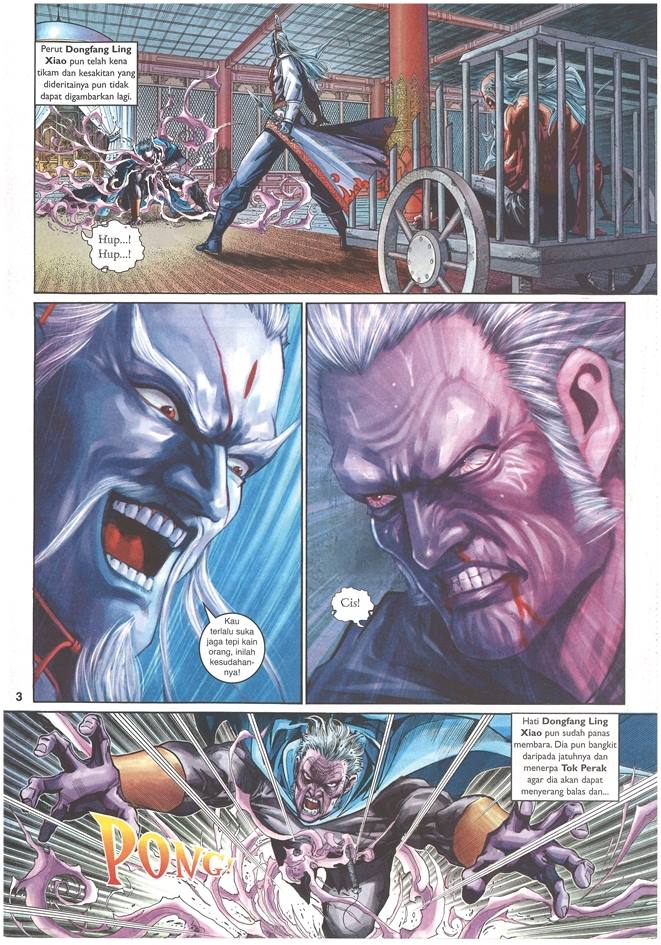 Perut Dongfang Ling
Xiao pun telah kena
tikam dan kesakitan yang
dideritainya pun tidak
dapat digambarkan lagi.
Hup...!
Hup...!
Kau
terlalu suka
jaga tepi kain
orang, inilah
kesudahan-
nya!
Cis!
3
Hati Dongfang Ling
Xiao pun sudah panas
membara. Dia pun bangkit
daripada jatuhnya dan
menerpa Tok Perak
agar dia akan dapat
menyerang balas dan...
PONG!